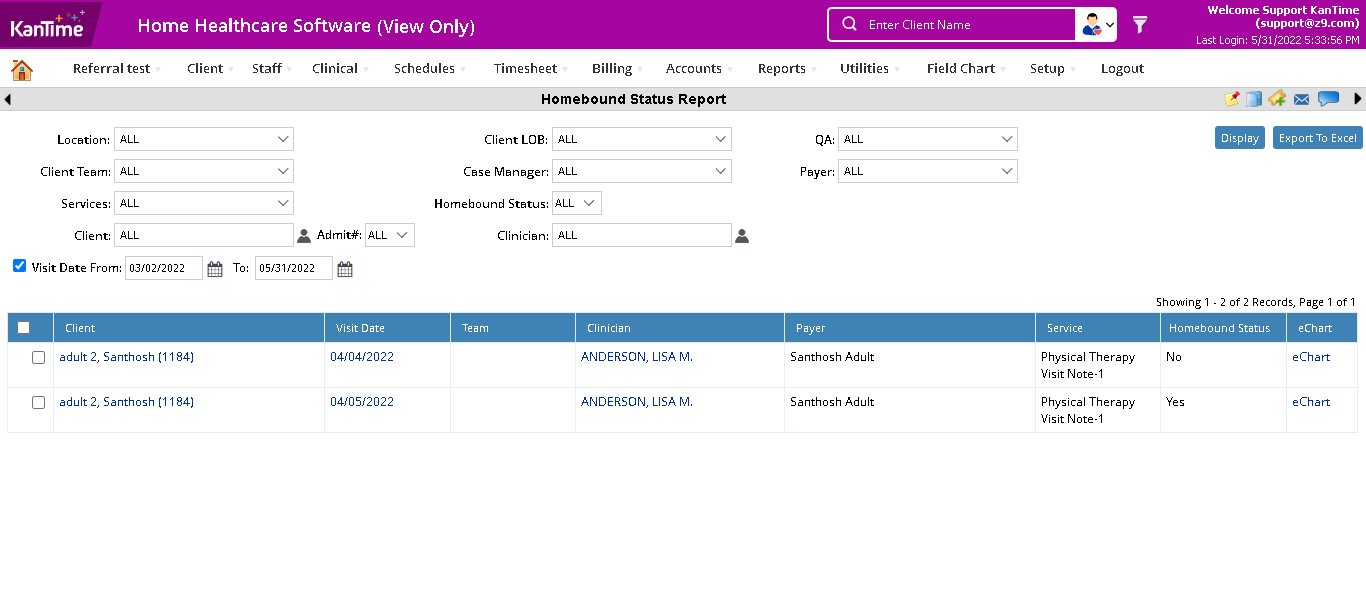 KanTime
Home Healthcare Software (View Only)
Enter Client Name
Welcome Support KanTime
(support@z9.com)
Last Login: 5/31/2022 5:33:56 PM
Referral test Client Staff Clinical Schedules Timesheet Billing Accounts Reports Utilities Field Chart Setup Logout
Homebound Status Report
Location: ALL Client LOB: ALL QA: ALL Display Export To Excel
Client Team: ALL Case Manager: ALL Payer: ALL
Services: ALL Homebound Status: ALL
Client: ALL Admit#: ALL Clinician: ALL
Visit Date From: 03/02/2022 To: 05/31/2022
Showing 1 - 2 of 2 Records, Page 1 of 1
Client Visit Date Team Clinician Payer Service Homebound Status eChart
adult 2, Santhosh (1184) 04/04/2022 ANDERSON, LISA M. Santhosh Adult Physical Therapy No eChart
Visit Note-1
adult 2, Santhosh (1184) 04/05/2022 ANDERSON, LISA M. Santhosh Adult Physical Therapy Yes eChart
Visit Note-1